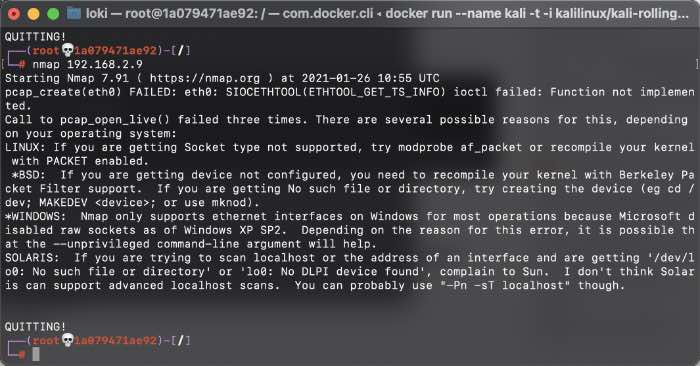 loki — root@1a079471ae92: / — com.docker.cli ◂ docker run --name kali -t -i kalilinux/kali-rolling...
QUITTING!
┌──(root💀1a079471ae92)-[/]
└─# nmap 192.168.2.9
Starting Nmap 7.91 ( https://nmap.org ) at 2021-01-26 10:55 UTC
pcap_create(eth0) FAILED: eth0: SIOCETHTOOL(ETHTOOL_GET_TS_INFO) ioctl failed: Function not implemen
ted.
Call to pcap_open_live() failed three times. There are several possible reasons for this, depending
on your operating system:
LINUX: If you are getting Socket type not supported, try modprobe af_packet or recompile your kernel
 with PACKET enabled.
 *BSD:  If you are getting device not configured, you need to recompile your kernel with Berkeley Pa
cket Filter support.  If you are getting No such file or directory, try creating the device (eg cd /
dev; MAKEDEV <device>; or use mknod).
*WINDOWS:  Nmap only supports ethernet interfaces on Windows for most operations because Microsoft d
isabled raw sockets as of Windows XP SP2.  Depending on the reason for this error, it is possible th
at the --unprivileged command-line argument will help.
SOLARIS:  If you are trying to scan localhost or the address of an interface and are getting '/dev/l
o0: No such file or directory' or 'lo0: No DLPI device found', complain to Sun.  I don't think Solar
is can support advanced localhost scans.  You can probably use "-Pn -sT localhost" though.
QUITTING!
┌──(root💀1a079471ae92)-[/]
└─#